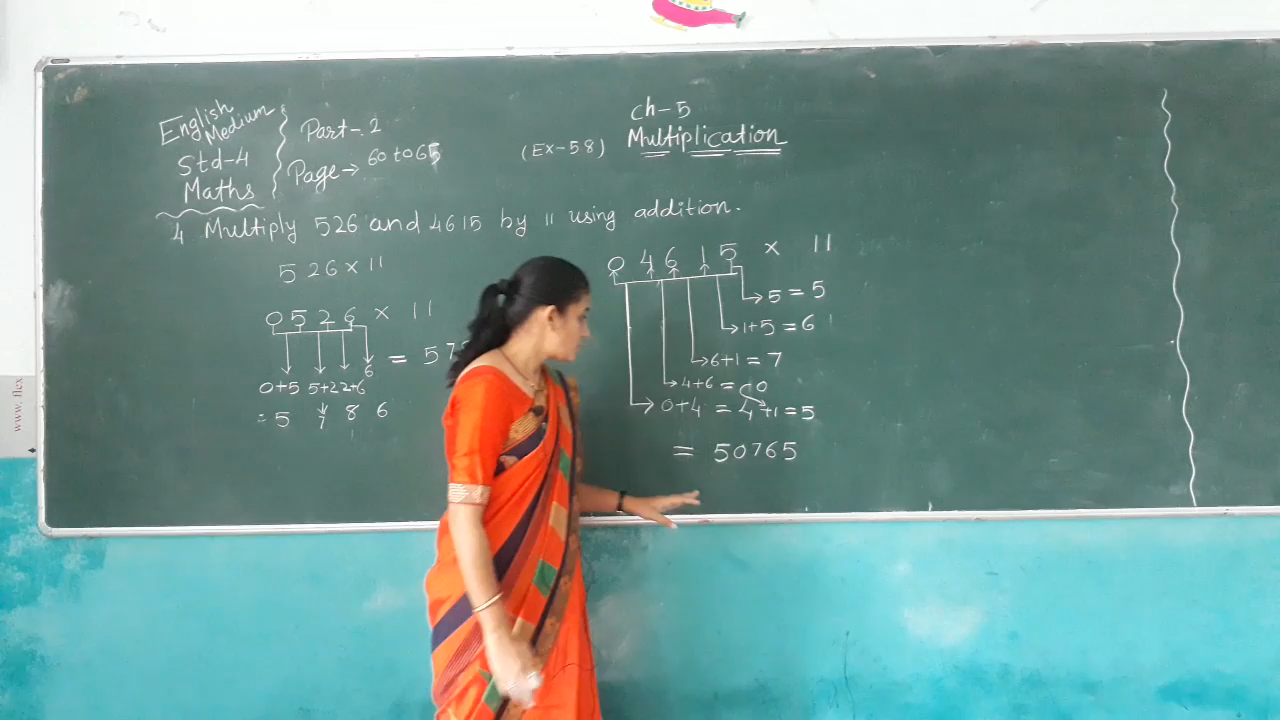 English Medium
Std-4
Maths
Part-2
Page→ 60 to 65
(Ex-58)
Ch-5
Multiplication
4 Multiply 526 and 4615 by 11 using addition.
526 x 11
0526 x 11
6
= 57
0+5 5+2 2+6
= 5 7 8 6
0 4 6 1 5 x 11
→ 5 = 5
→ 1+5 = 6
→ 6+1 = 7
→ 4+6 = 10
→ 0+4 = 4 +1 = 5
= 50765
www. flex